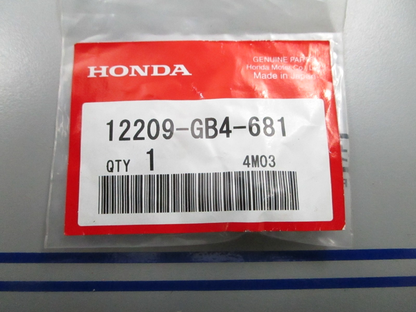 HONDA
GENUINE PARTS
Honda Motor Co., Ltd.
Made in Japan
12209-GB4-681
QTY 1 4M03